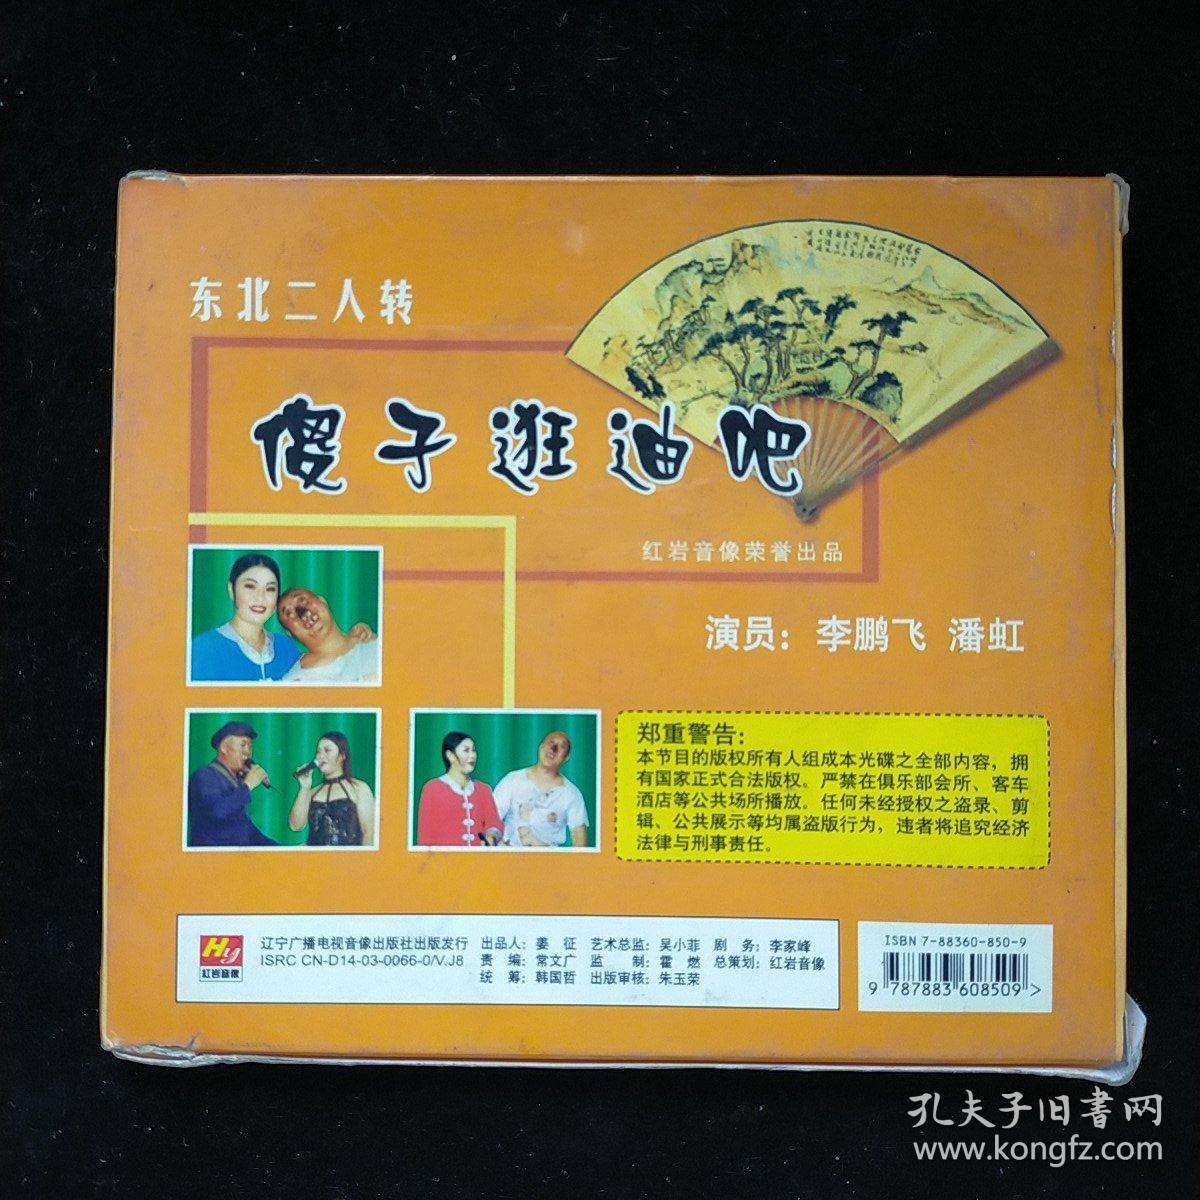 东北二人转
傻子逛迪吧
红岩音像荣誉出品
演员：李鹏飞 潘虹
郑重警告：
本节目的版权所有人组成本光碟之全部内容，拥
有国家正式合法版权。严禁在俱乐部会所、客车
酒店等公共场所播放。任何未经授权之盗录、剪
辑、公共展示等均属盗版行为，违者将追究经济
法律与刑事责任。
Hy
红岩音像
辽宁广播电视音像出版社出版发行 出品人：姜 征 艺术总监：吴小菲 剧 务：李家峰
ISRC CN-D14-03-0066-0/V.J8 责 编：常文广 监 制：霍 燃 总策划：红岩音像
统 筹：韩国哲 出版审核：朱玉荣
ISBN 7-88360-850-9
9 787883 608509 >
孔夫子旧书网
www.kongfz.com